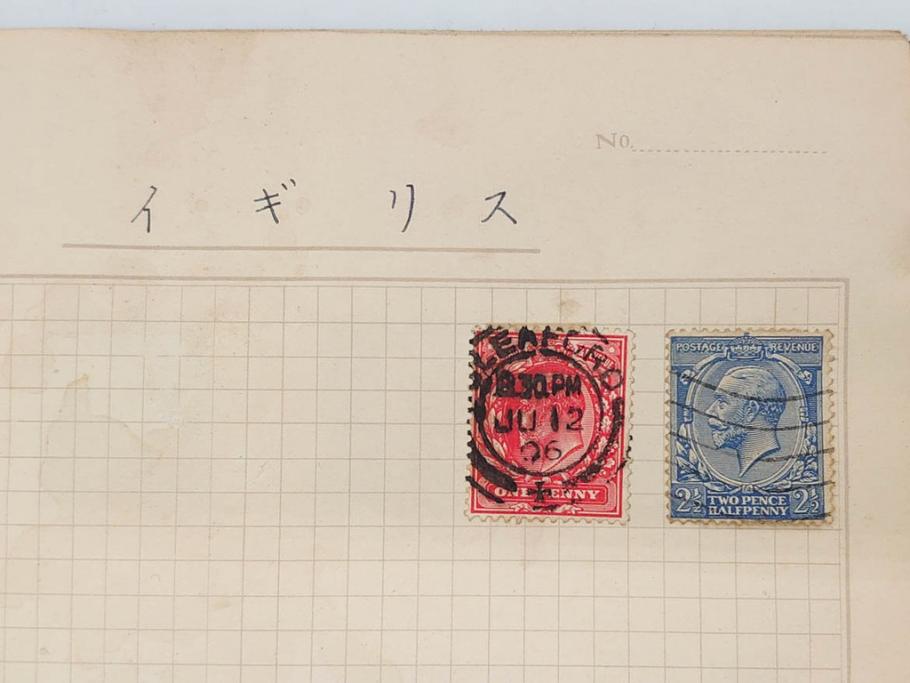 No.
イギリス
8.30 PM
JU 12
06
ONE PENNY
POSTAGE REVENUE
2½ TWO PENCE HALFPENNY 2½